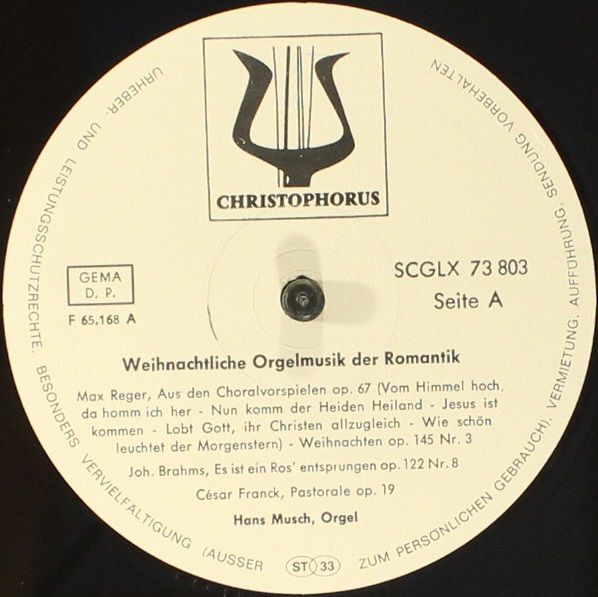 CHRISTOPHORUS
GEMA
D. P.
F 65.168 A
SCGLX 73 803
Seite A
Weihnachtliche Orgelmusik der Romantik
Max Reger, Aus den Choralvorspielen op. 67 (Vom Himmel hoch,
da homm ich her - Nun komm der Heiden Heiland - Jesus ist
kommen - Lobt Gott, ihr Christen allzugleich - Wie schön
leuchtet der Morgenstern) - Weihnachten op. 145 Nr. 3
Joh. Brahms, Es ist ein Ros' entsprungen op. 122 Nr. 8
César Franck, Pastorale op. 19
Hans Musch, Orgel
ST 33
URHEBER- UND LEISTUNGSSCHUTZRECHTE, BESONDERS VERVIELFÄLTIGUNG (AUSSER ZUM PERSÖNLICHEN GEBRAUCH), VERMIETUNG, AUFFÜHRUNG, SENDUNG VORBEHALTEN